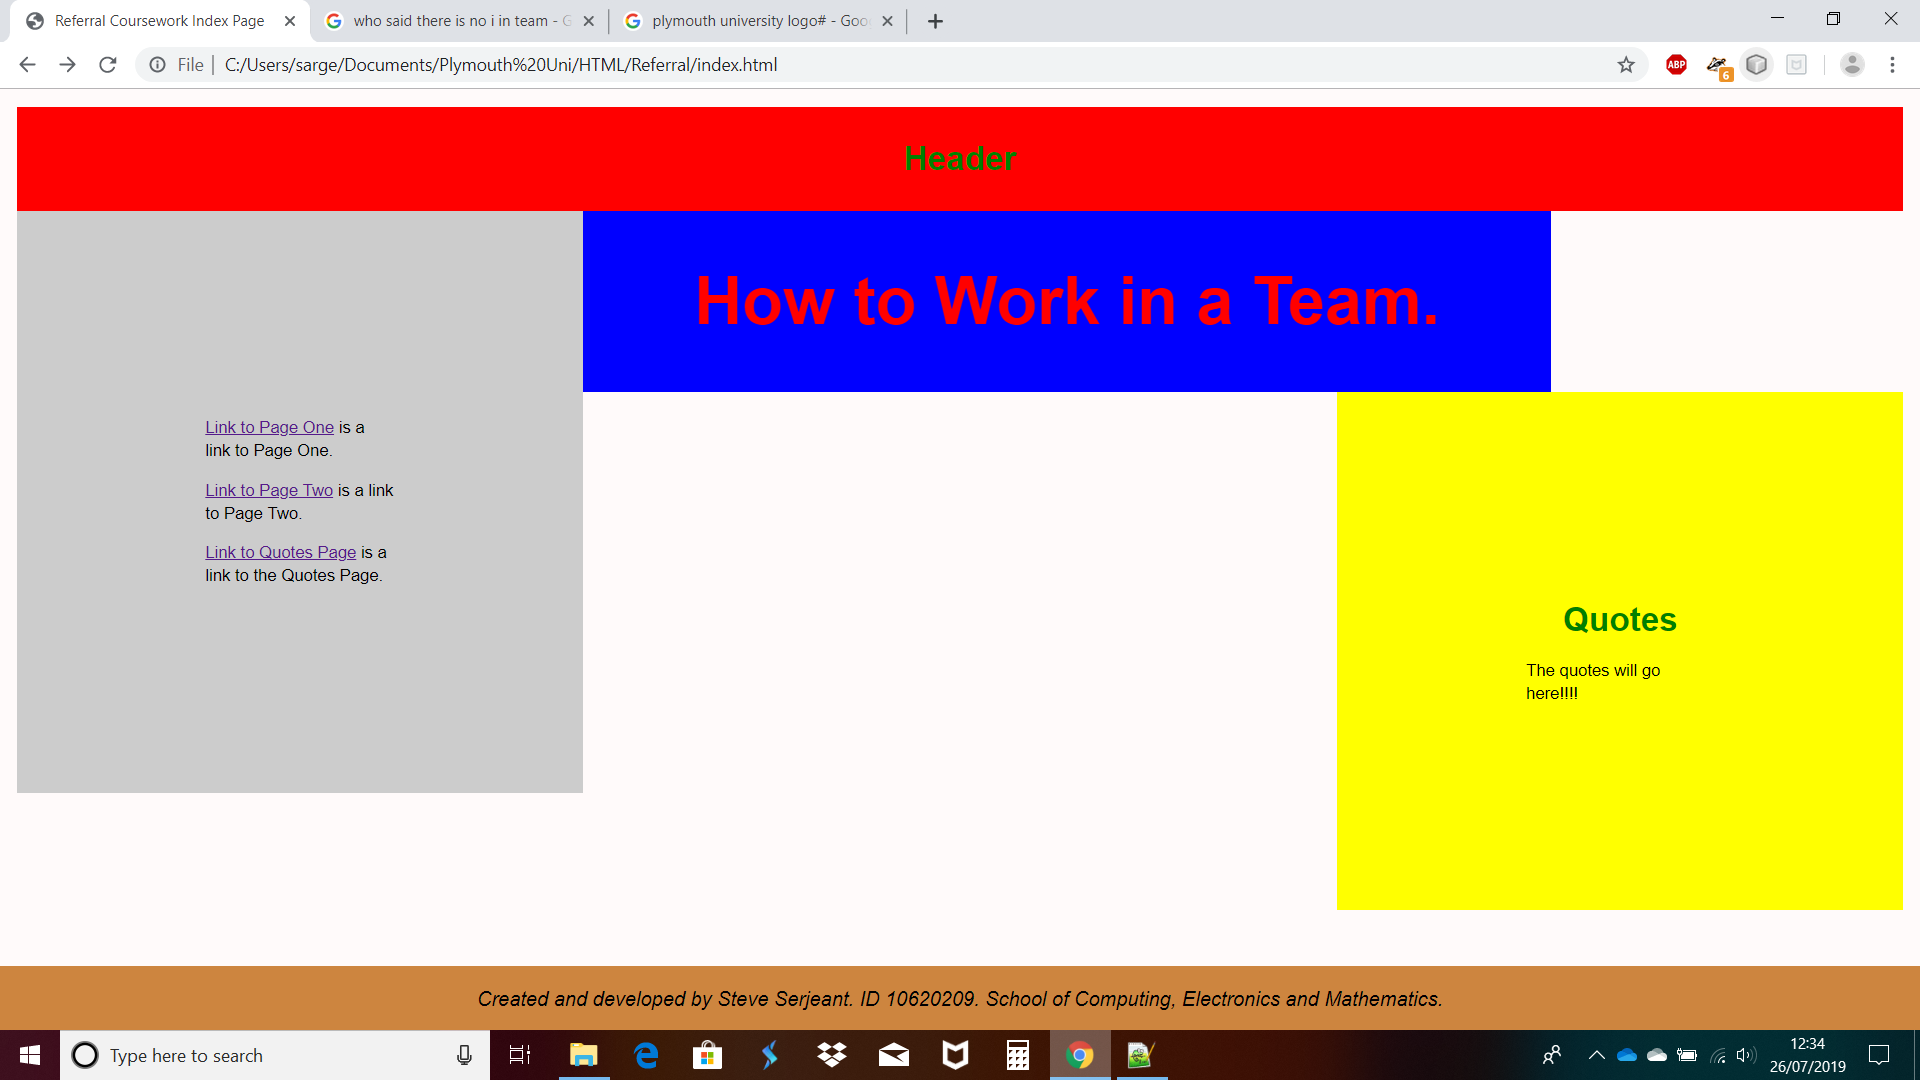 Referral Coursework Index Page
who said there is no i in team - G
plymouth university logo# - Goo
File | C:/Users/sarge/Documents/Plymouth%20Uni/HTML/Referral/index.html
ABP
6
Header
How to Work in a Team.
Link to Page One is a
link to Page One.
Link to Page Two is a link
to Page Two.
Link to Quotes Page is a
link to the Quotes Page.
Quotes
The quotes will go
here!!!!
Created and developed by Steve Serjeant. ID 10620209. School of Computing, Electronics and Mathematics.
Type here to search
12:34
26/07/2019